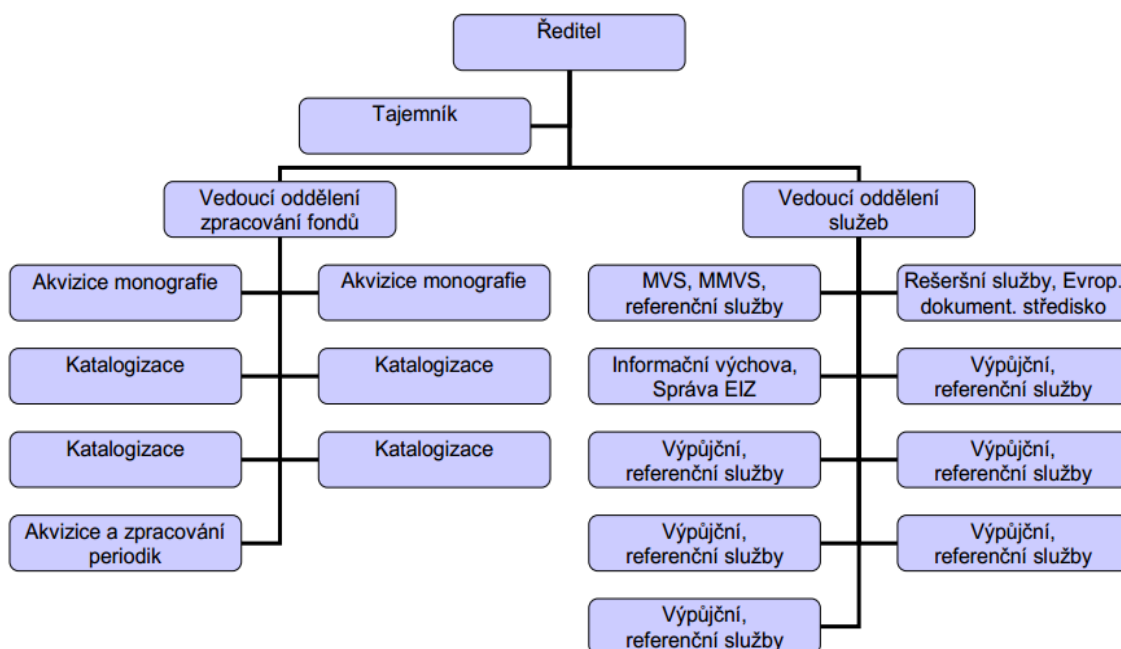 Ředitel
Tajemník
Vedoucí oddělení
zpracování fondů
Vedoucí oddělení
služeb
Akvizice monografie
Akvizice monografie
MVS, MMVS,
referenční služby
Rešeršní služby, Evrop.
dokument. středisko
Katalogizace
Katalogizace
Informační výchova,
Správa EIZ
Výpůjční,
referenční služby
Katalogizace
Katalogizace
Výpůjční,
referenční služby
Výpůjční,
referenční služby
Akvizice a zpracování
periodik
Výpůjční,
referenční služby
Výpůjční,
referenční služby
Výpůjční,
referenční služby